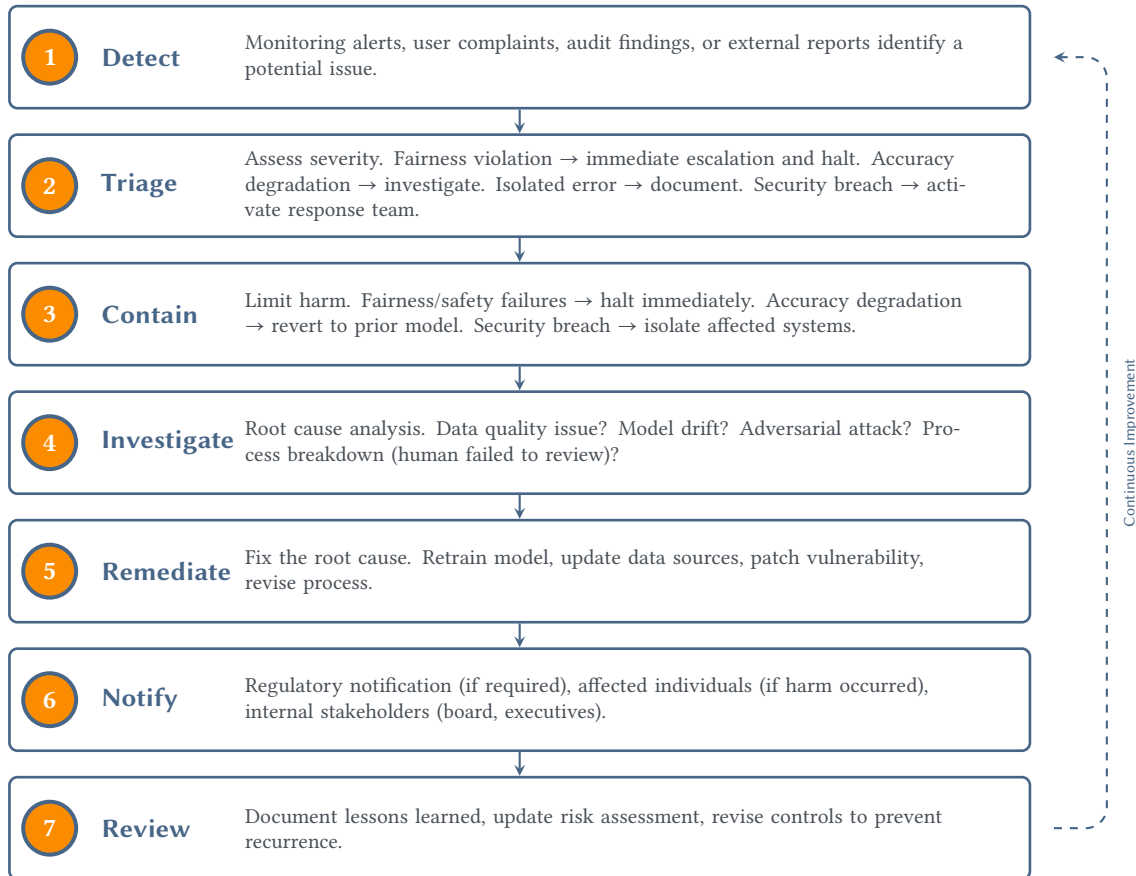 1
Detect
Monitoring alerts, user complaints, audit findings, or external reports identify a
potential issue.
2
Triage
Assess severity. Fairness violation → immediate escalation and halt. Accuracy
degradation → investigate. Isolated error → document. Security breach → acti-
vate response team.
3
Contain
Limit harm. Fairness/safety failures → halt immediately. Accuracy degradation
→ revert to prior model. Security breach → isolate affected systems.
4
Investigate
Root cause analysis. Data quality issue? Model drift? Adversarial attack? Pro-
cess breakdown (human failed to review)?
5
Remediate
Fix the root cause. Retrain model, update data sources, patch vulnerability,
revise process.
6
Notify
Regulatory notification (if required), affected individuals (if harm occurred),
internal stakeholders (board, executives).
7
Review
Document lessons learned, update risk assessment, revise controls to prevent
recurrence.
Continuous Improvement